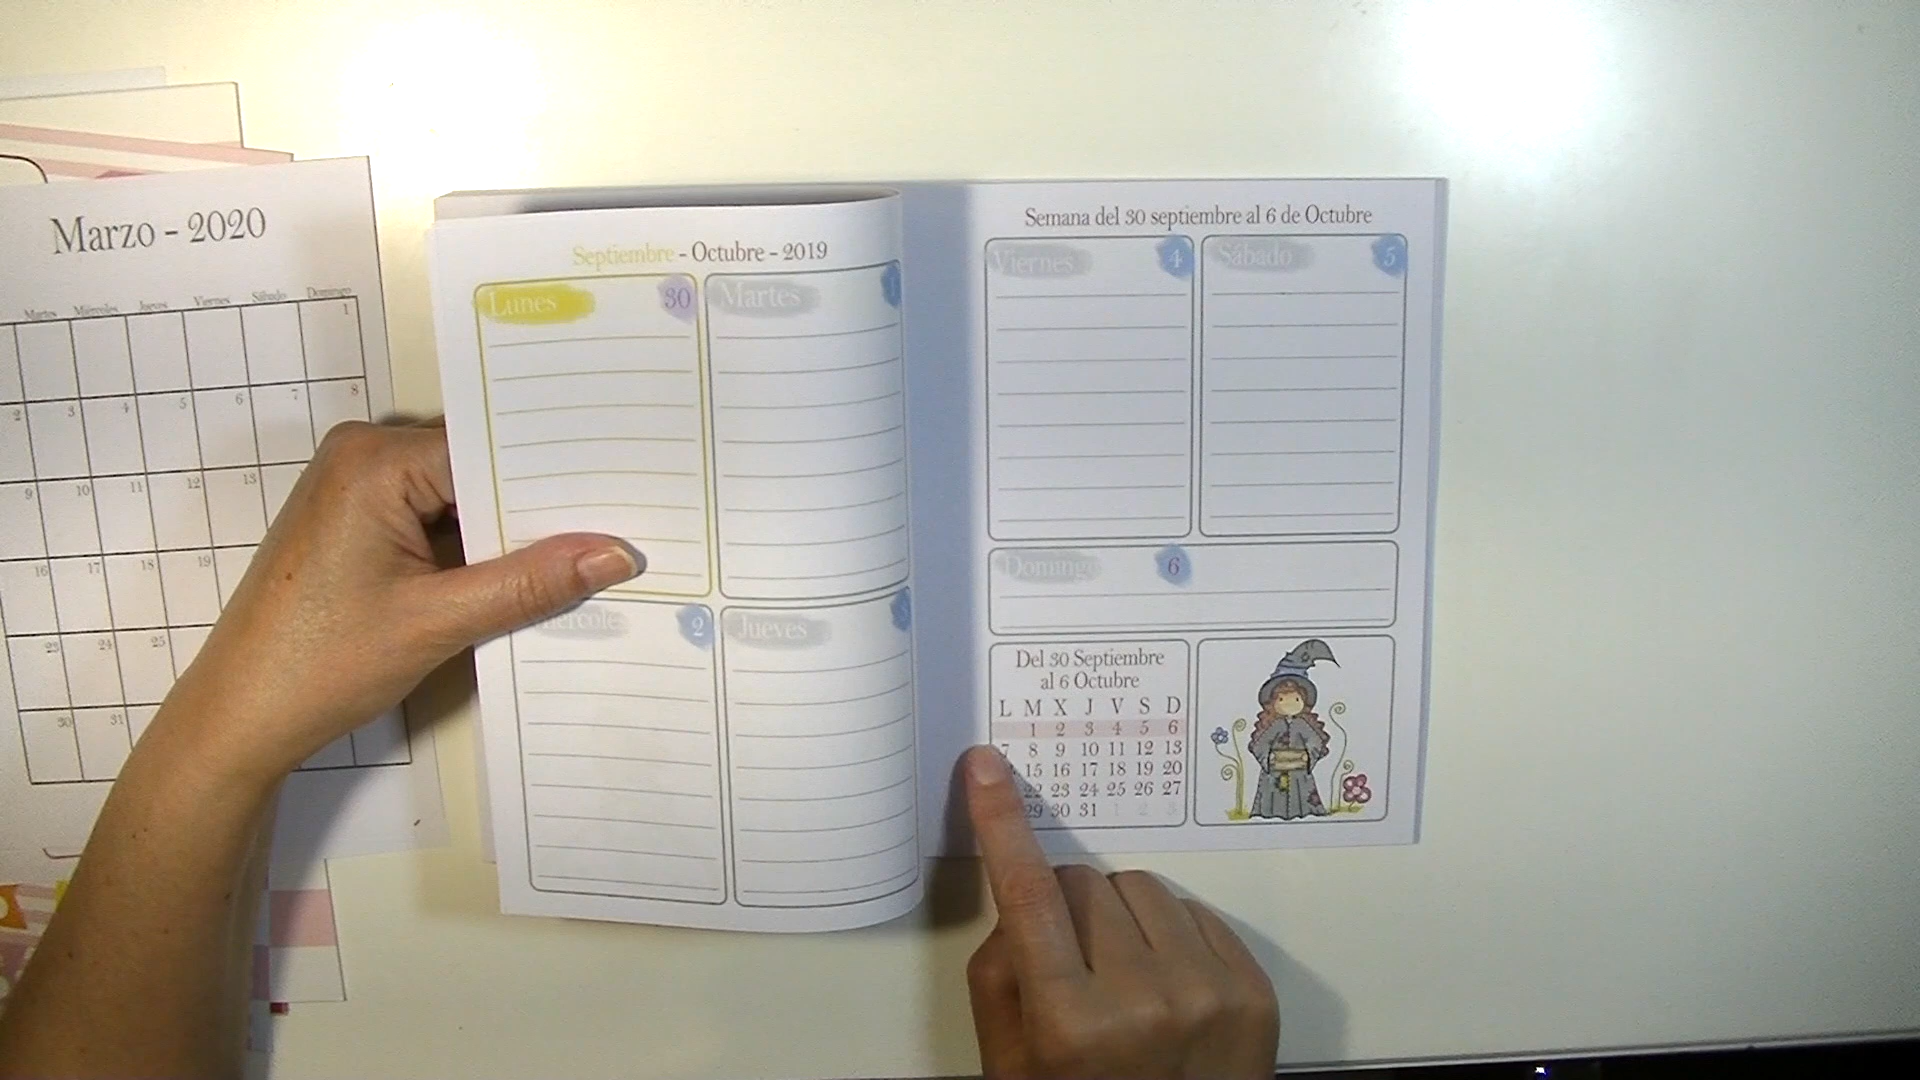 Marzo - 2020
Martes Miércoles Jueves Viernes Sábado Domingo
1
2 3 4 5 6 7 8
9 10 11 12 13
16 17 18 19
23 24 25
30 31
Septiembre - Octubre - 2019
Lunes 30 Martes 1
2 Jueves 3
Semana del 30 septiembre al 6 de Octubre
Viernes 4 Sábado 5
Domingo 6
Del 30 Septiembre
al 6 Octubre
L M X J V S D
1 2 3 4 5 6
7 8 9 10 11 12 13
15 16 17 18 19 20
22 23 24 25 26 27
29 30 31 1 2 3